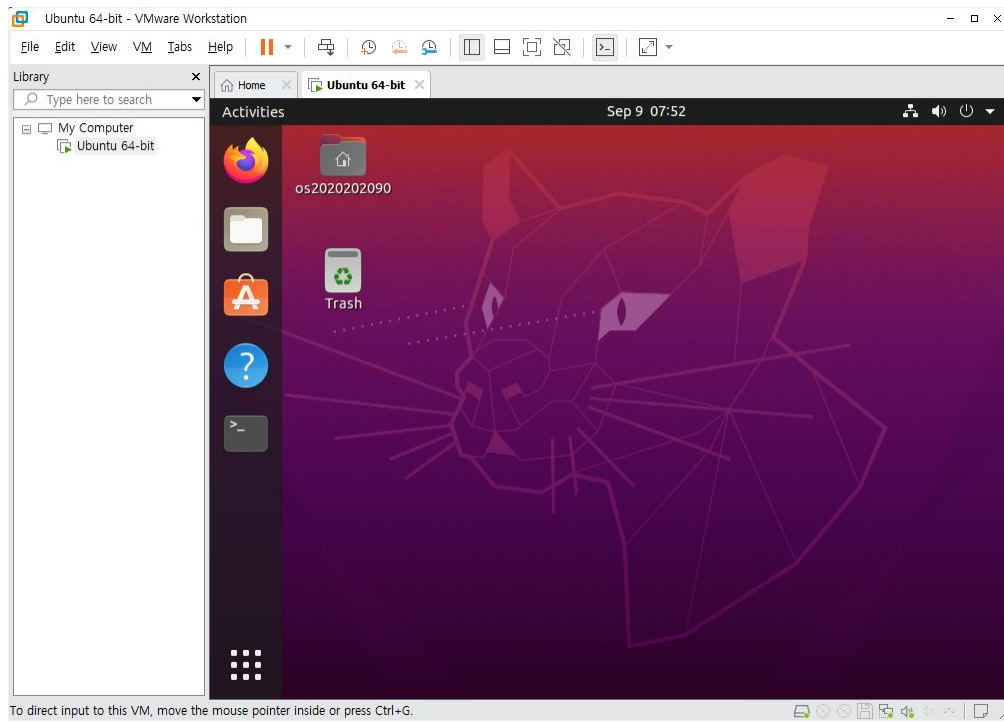 Ubuntu 64-bit - VMware Workstation
File Edit View VM Tabs Help
Library
Type here to search
My Computer
Ubuntu 64-bit
Home
Ubuntu 64-bit
Activities
Sep 9 07:52
os2020202090
Trash
To direct input to this VM, move the mouse pointer inside or press Ctrl+G.